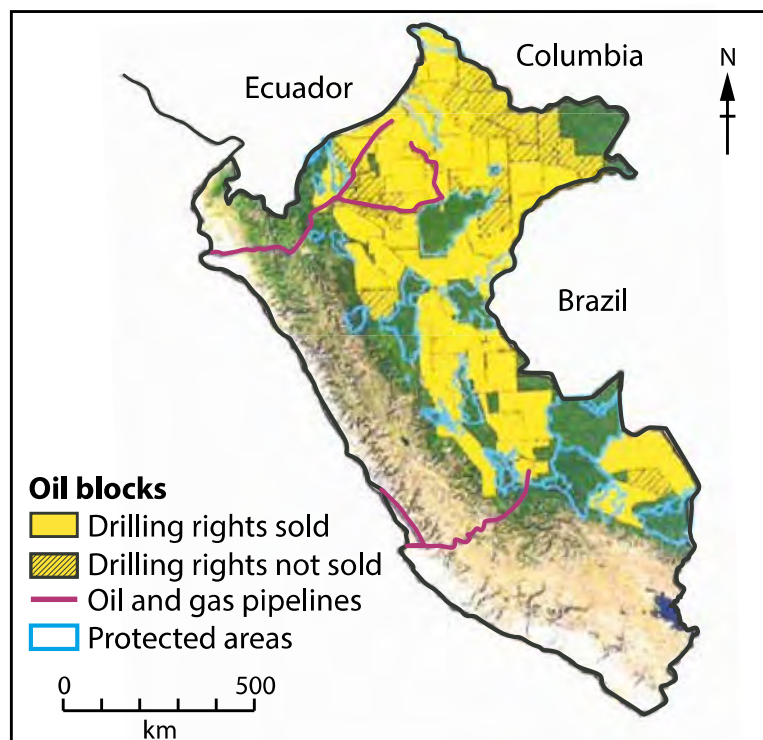 Columbia
N
Ecuador
Brazil
Oil blocks
Drilling rights sold
Drilling rights not sold
Oil and gas pipelines
Protected areas
0 500
km